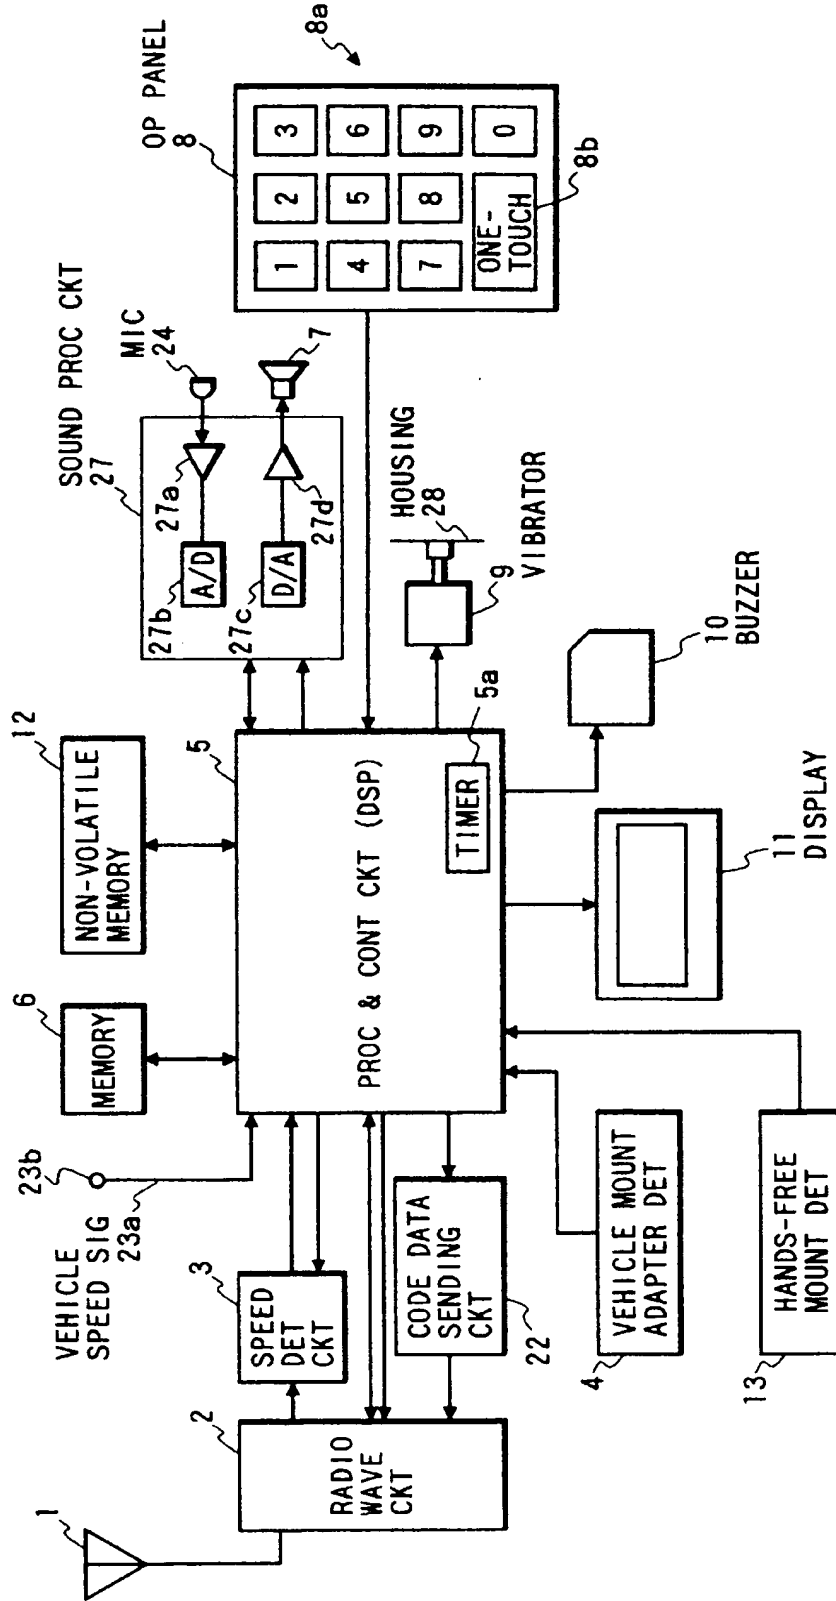 1
2
RADIO
WAVE
CKT
VEHICLE
SPEED SIG
23a
23b
3
SPEED
DET
CKT
CODE DATA
SENDING
CKT
22
VEHICLE MOUNT
ADAPTER DET
4
HANDS-FREE
MOUNT DET
13
6
MEMORY
12
NON-VOLATILE
MEMORY
5
PROC & CONT CKT (DSP)
TIMER
5a
11
DISPLAY
10
BUZZER
9
VIBRATOR
HOUSING
28
SOUND PROC CKT
27
27a
27b
A/D
27c
D/A
27d
MIC
24
7
OP PANEL
8
8a
1 2 3
4 5 6
7 8 9
ONE-
TOUCH
0
8b